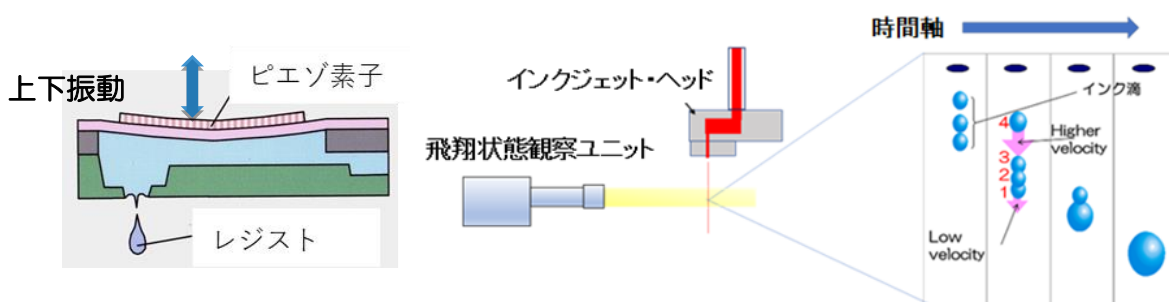 上下振動
ピエゾ素子
レジスト
インクジェット・ヘッド
飛翔状態観察ユニット
時間軸
インク滴
4
Higher
velocity
3
2
1
Low
velocity